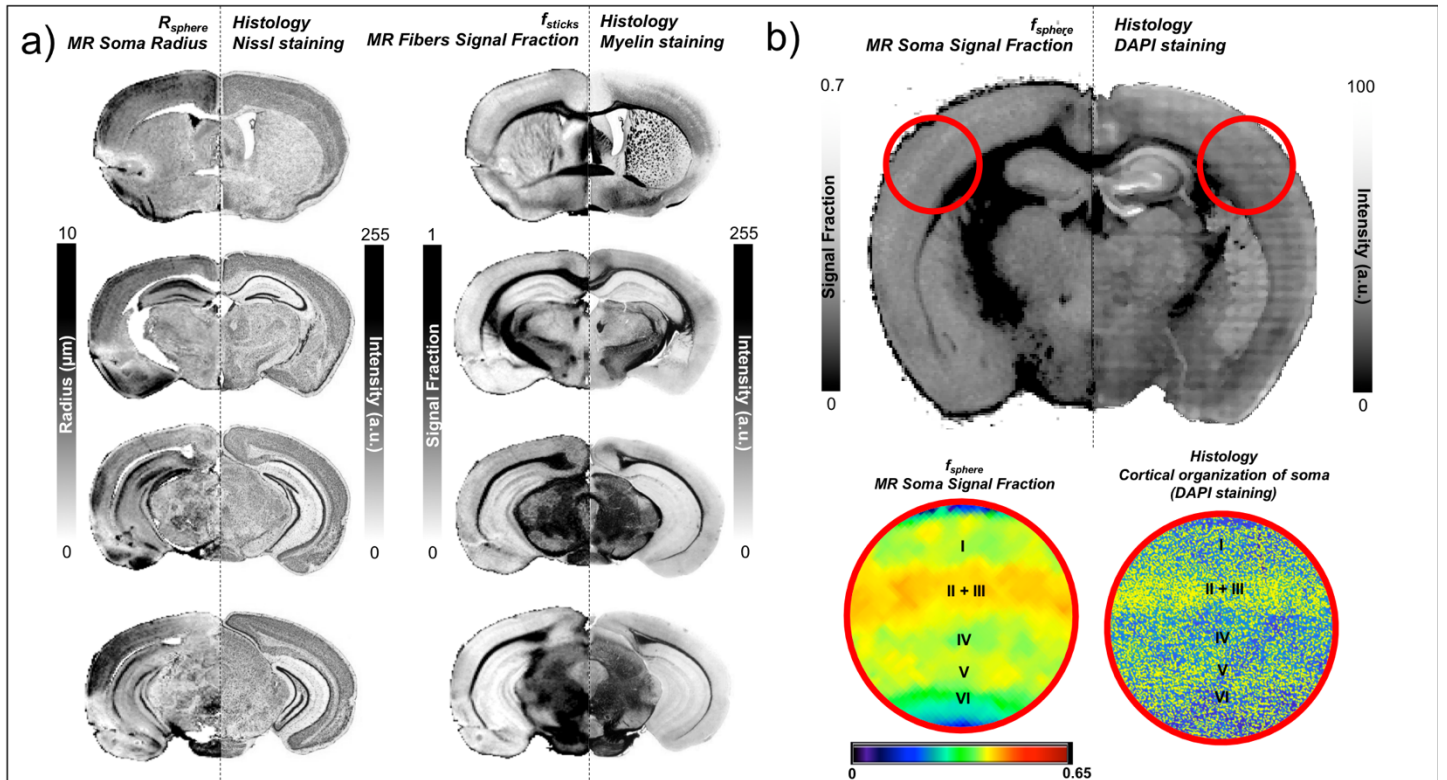 a)
R_sphere
MR Soma Radius
Histology
Nissl staining
f_sticks
MR Fibers Signal Fraction
Histology
Myelin staining
10
Radius (µm)
0
255
Intensity (a.u.)
0
1
Signal Fraction
0
255
Intensity (a.u.)
0
b)
f_sphere
MR Soma Signal Fraction
Histology
DAPI staining
0.7
Signal Fraction
0
100
Intensity (a.u.)
0
f_sphere
MR Soma Signal Fraction
I
II + III
IV
V
VI
0
0.65
Histology
Cortical organization of soma
(DAPI staining)
I
II + III
IV
V
VI